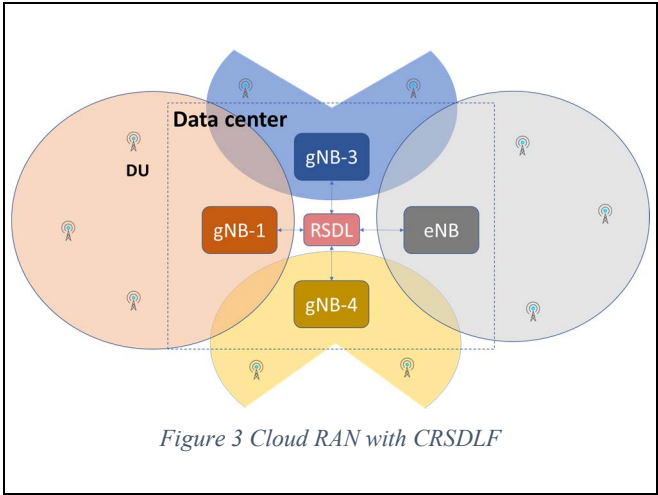 Data center
gNB-3
DU
gNB-1
RSDL
eNB
gNB-4
Figure 3 Cloud RAN with CRSDLF